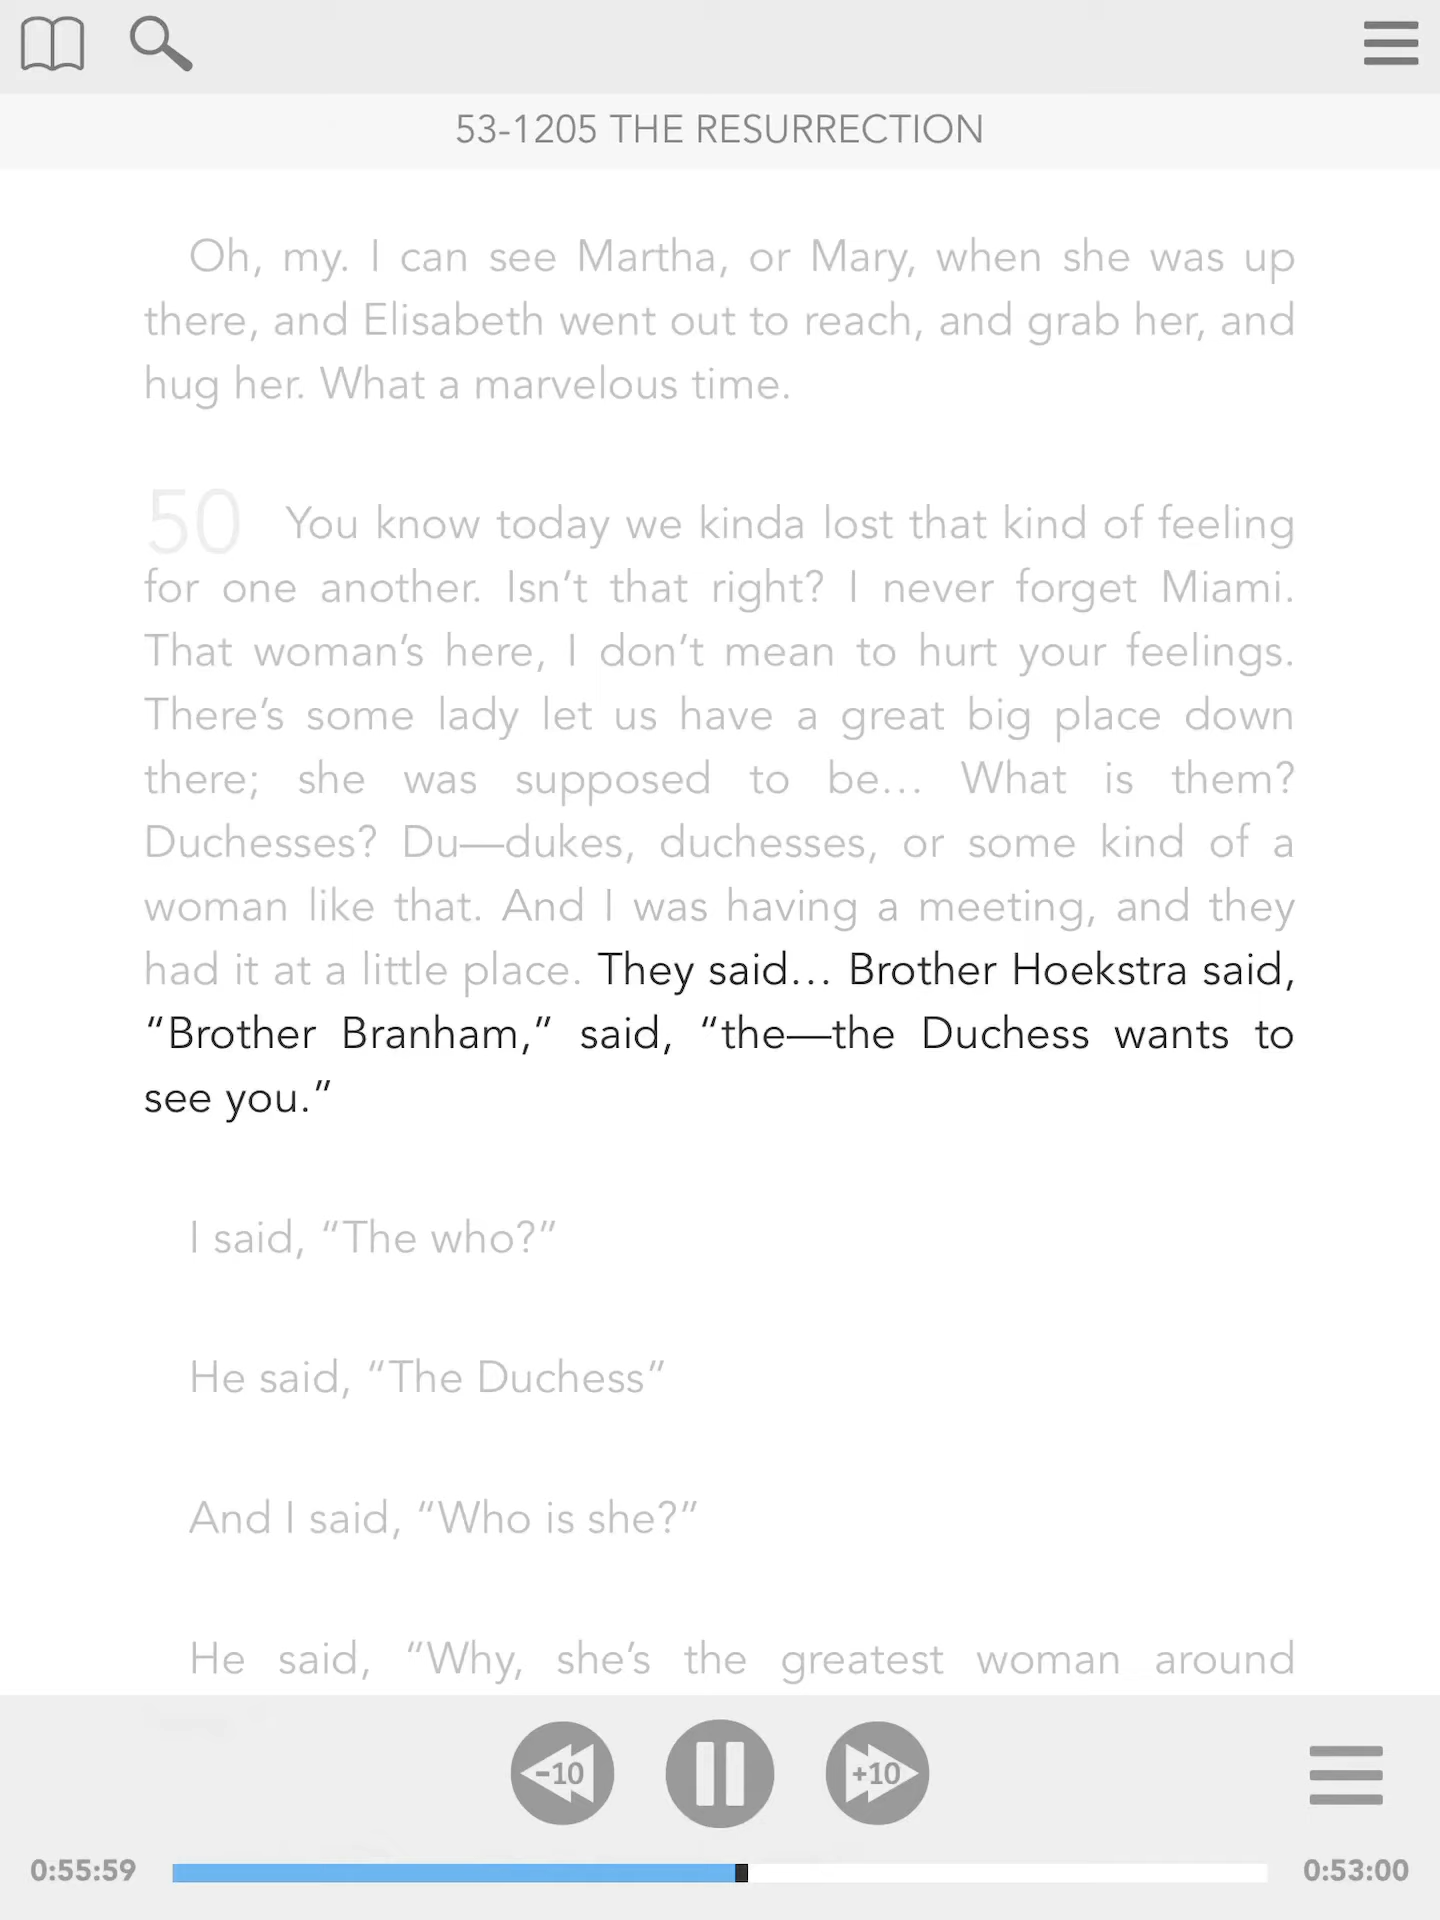 53-1205 THE RESURRECTION
Oh, my. I can see Martha, or Mary, when she was up
there, and Elisabeth went out to reach, and grab her, and
hug her. What a marvelous time.
50 You know today we kinda lost that kind of feeling
for one another. Isn’t that right? I never forget Miami.
That woman’s here, I don’t mean to hurt your feelings.
There’s some lady let us have a great big place down
there; she was supposed to be… What is them?
Duchesses? Du—dukes, duchesses, or some kind of a
woman like that. And I was having a meeting, and they
had it at a little place. They said… Brother Hoekstra said,
“Brother Branham,” said, “the—the Duchess wants to
see you.”
I said, “The who?”
He said, “The Duchess”
And I said, “Who is she?”
He said, “Why, she’s the greatest woman around
-10 +10
0:55:59 0:53:00